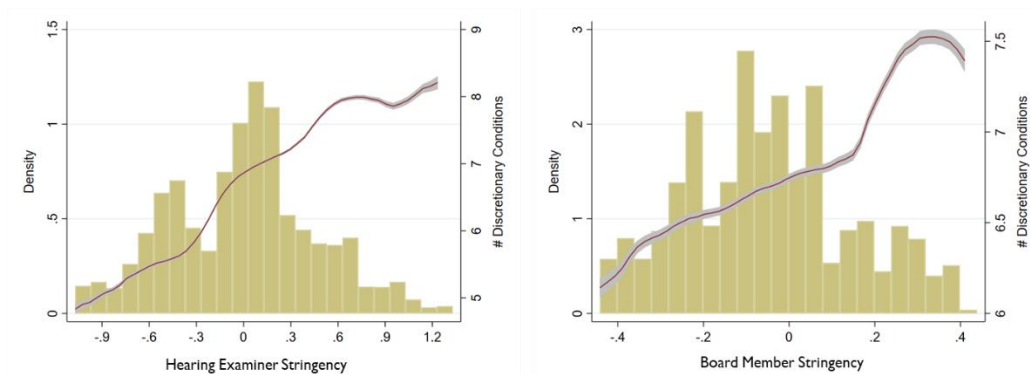 1.5
1
.5
0
Density
9
8
7
6
5
# Discretionary Conditions
-.9 -.6 -.3 0 .3 .6 .9 1.2
Hearing Examiner Stringency
3
2
1
0
Density
7.5
7
6.5
6
# Discretionary Conditions
-.4 -.2 0 .2 .4
Board Member Stringency